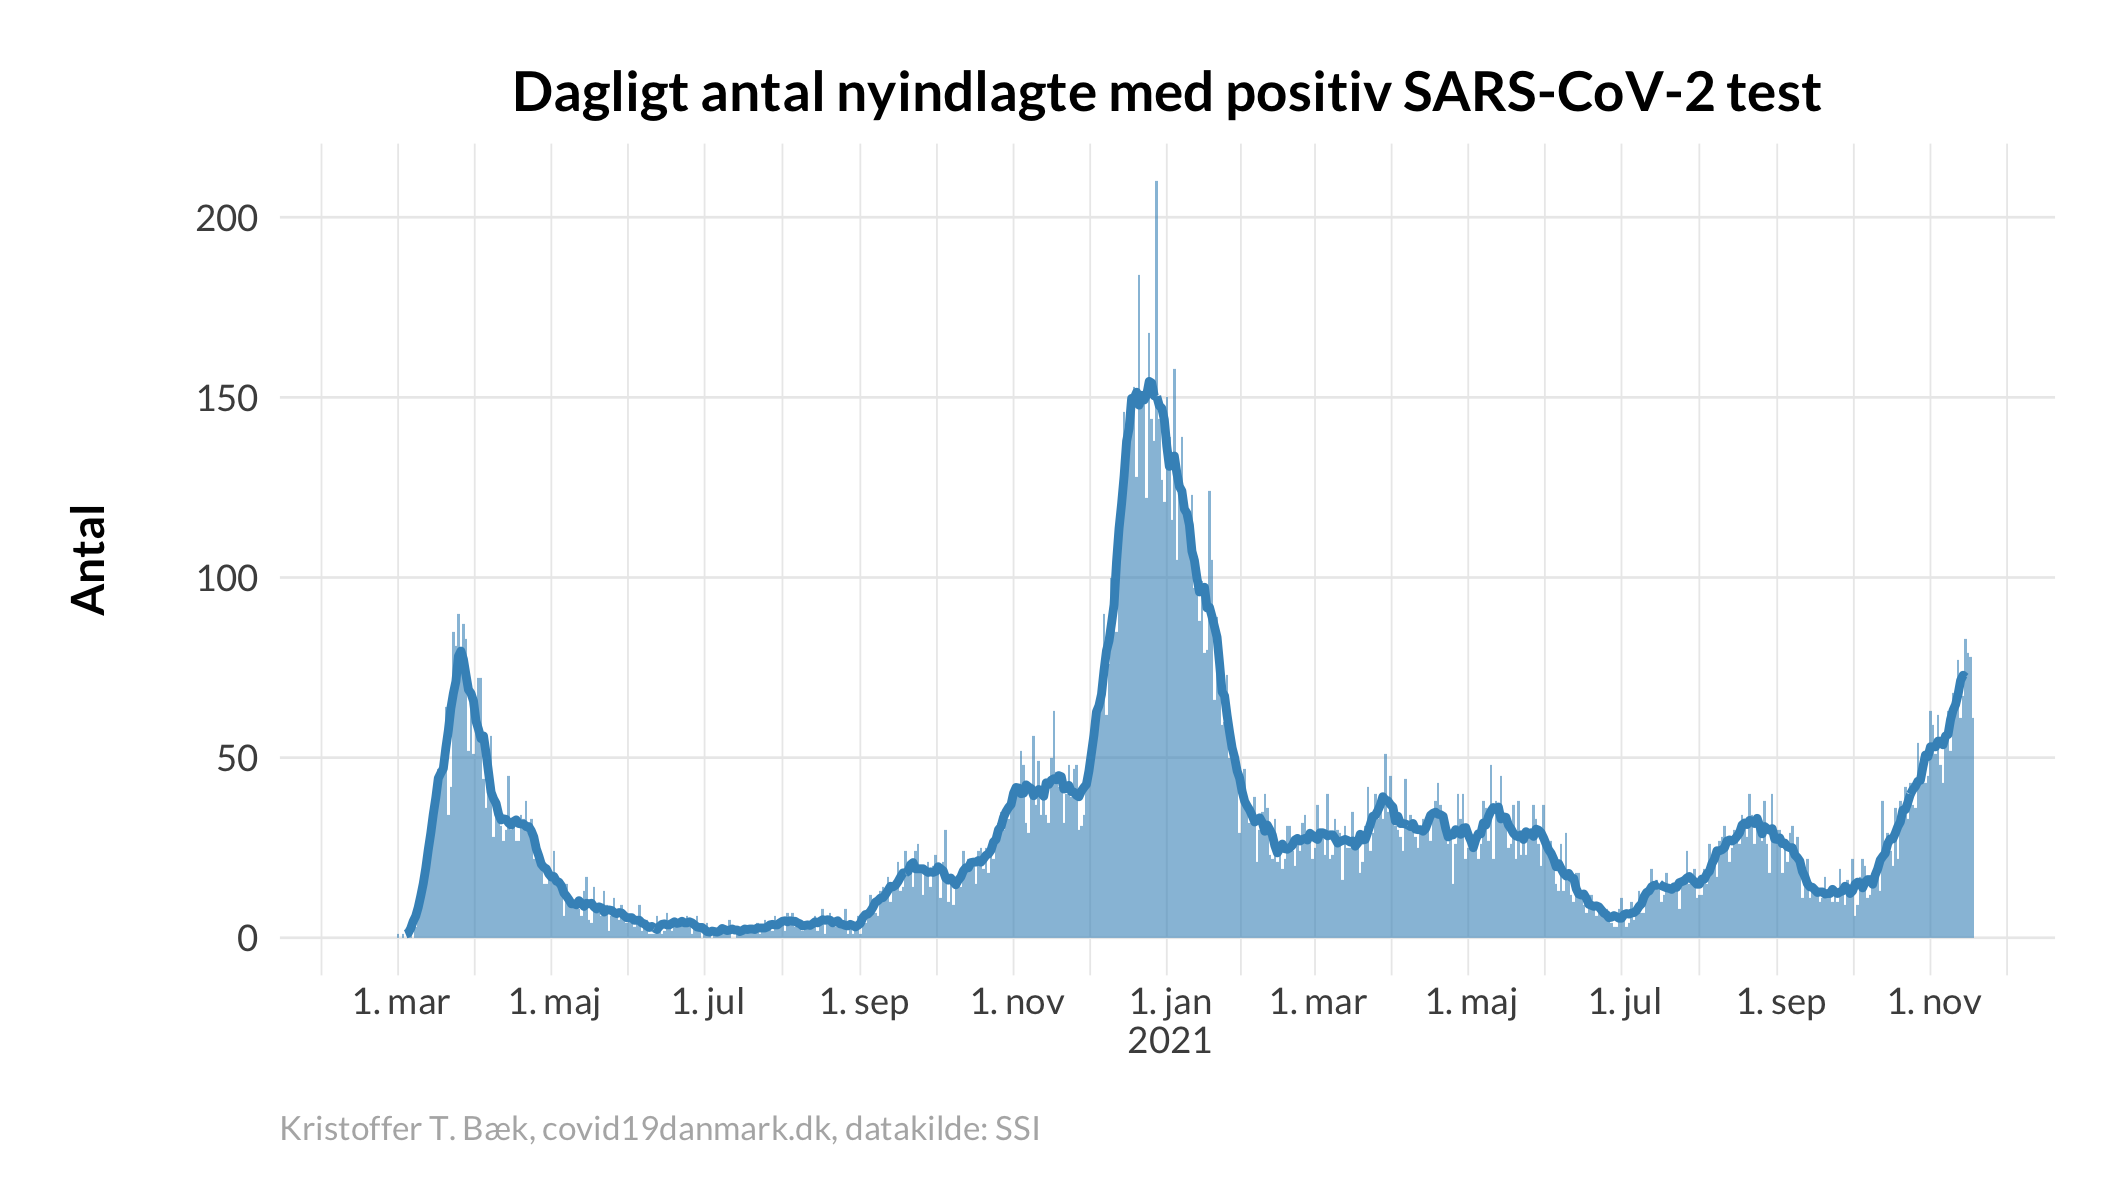 Dagligt antal nyindlagte med positiv SARS-CoV-2 test
Antal
200
150
100
50
0
1. mar 1. maj 1. jul 1. sep 1. nov 1. jan 1. mar 1. maj 1. jul 1. sep 1. nov
2021
Kristoffer T. Bæk, covid19danmark.dk, datakilde: SSI